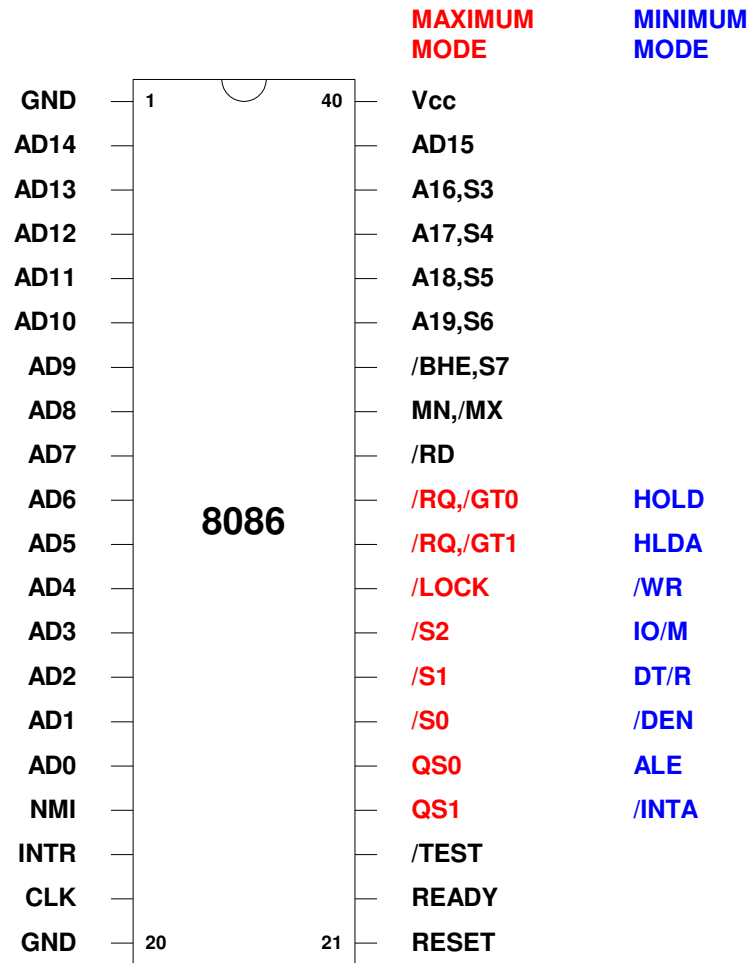 MAXIMUM MINIMUM
MODE MODE
GND 1 40 Vcc
AD14 AD15
AD13 A16,S3
AD12 A17,S4
AD11 A18,S5
AD10 A19,S6
AD9 /BHE,S7
AD8 MN,/MX
AD7 /RD
AD6 /RQ,/GT0 HOLD
8086
AD5 /RQ,/GT1 HLDA
AD4 /LOCK /WR
AD3 /S2 IO/M
AD2 /S1 DT/R
AD1 /S0 /DEN
AD0 QS0 ALE
NMI QS1 /INTA
INTR /TEST
CLK READY
GND 20 21 RESET